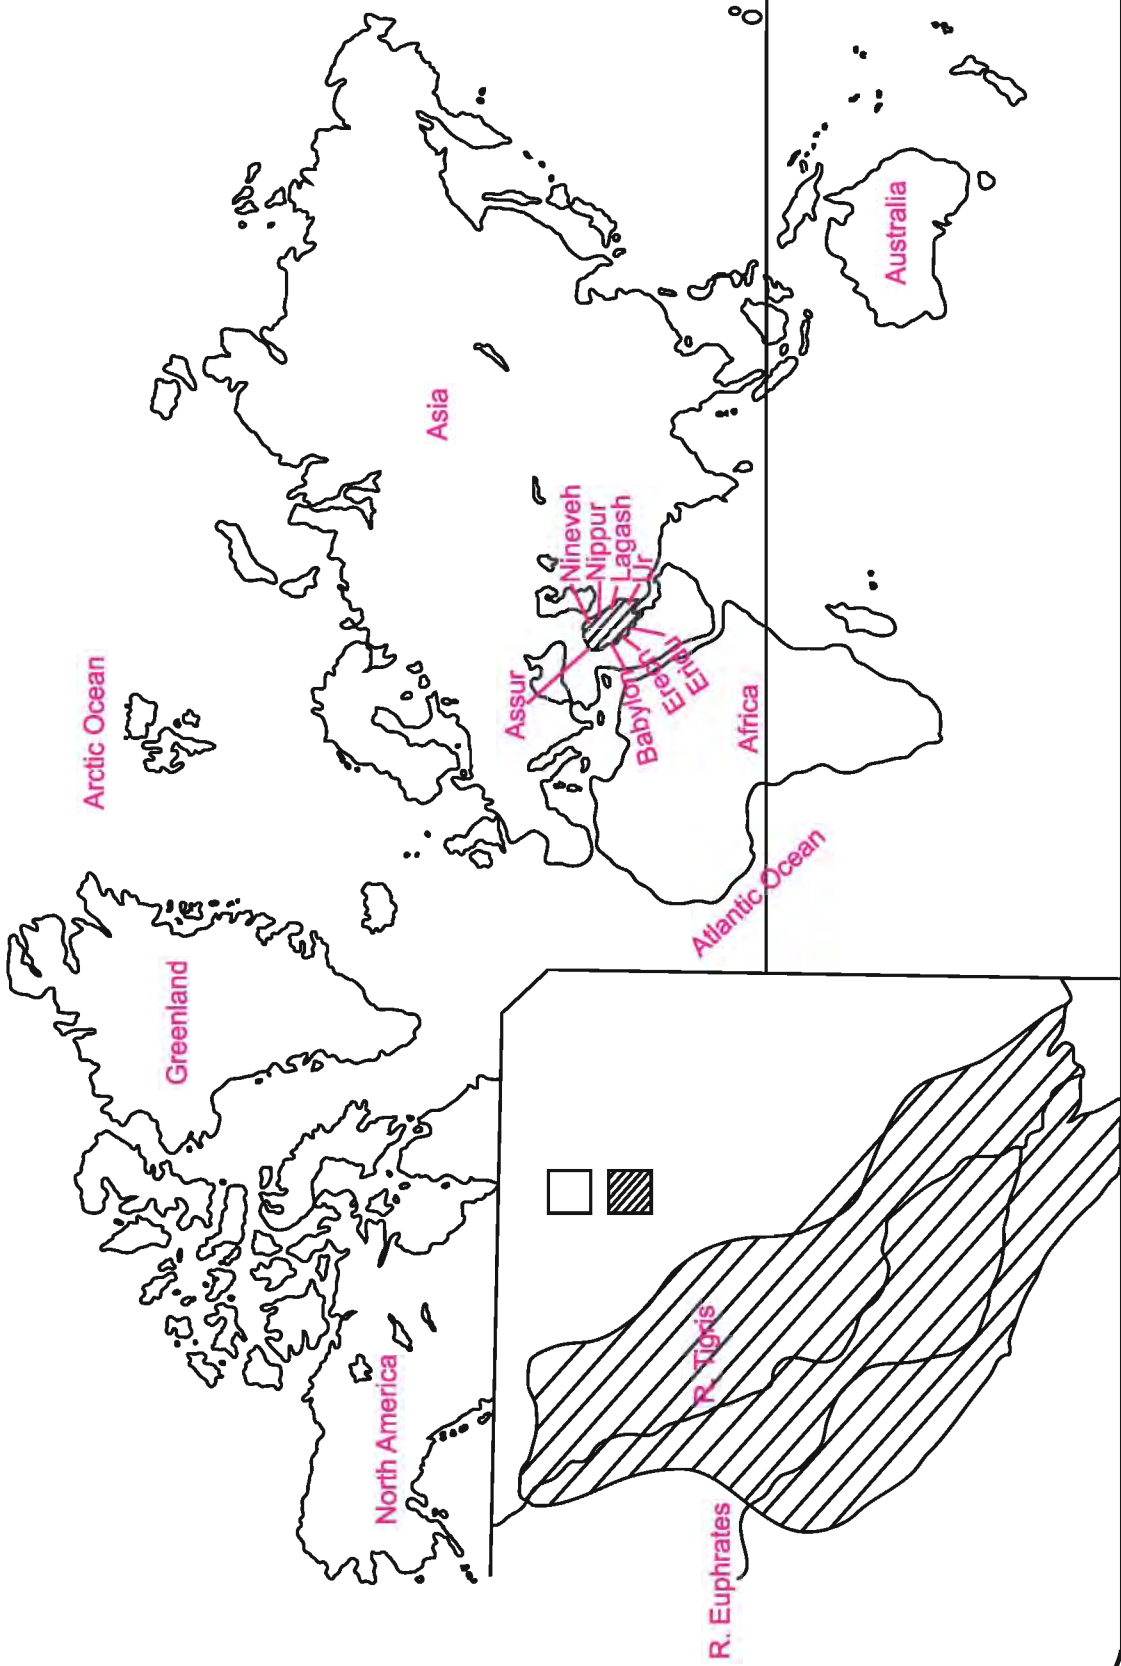 Arctic Ocean
Greenland
North America
Asia
Nineveh
Nippur
Lagash
Ur
Assur
Babylon
Erech
Eridu
Africa
Atlantic Ocean
Australia
R. Tigris
R. Euphrates